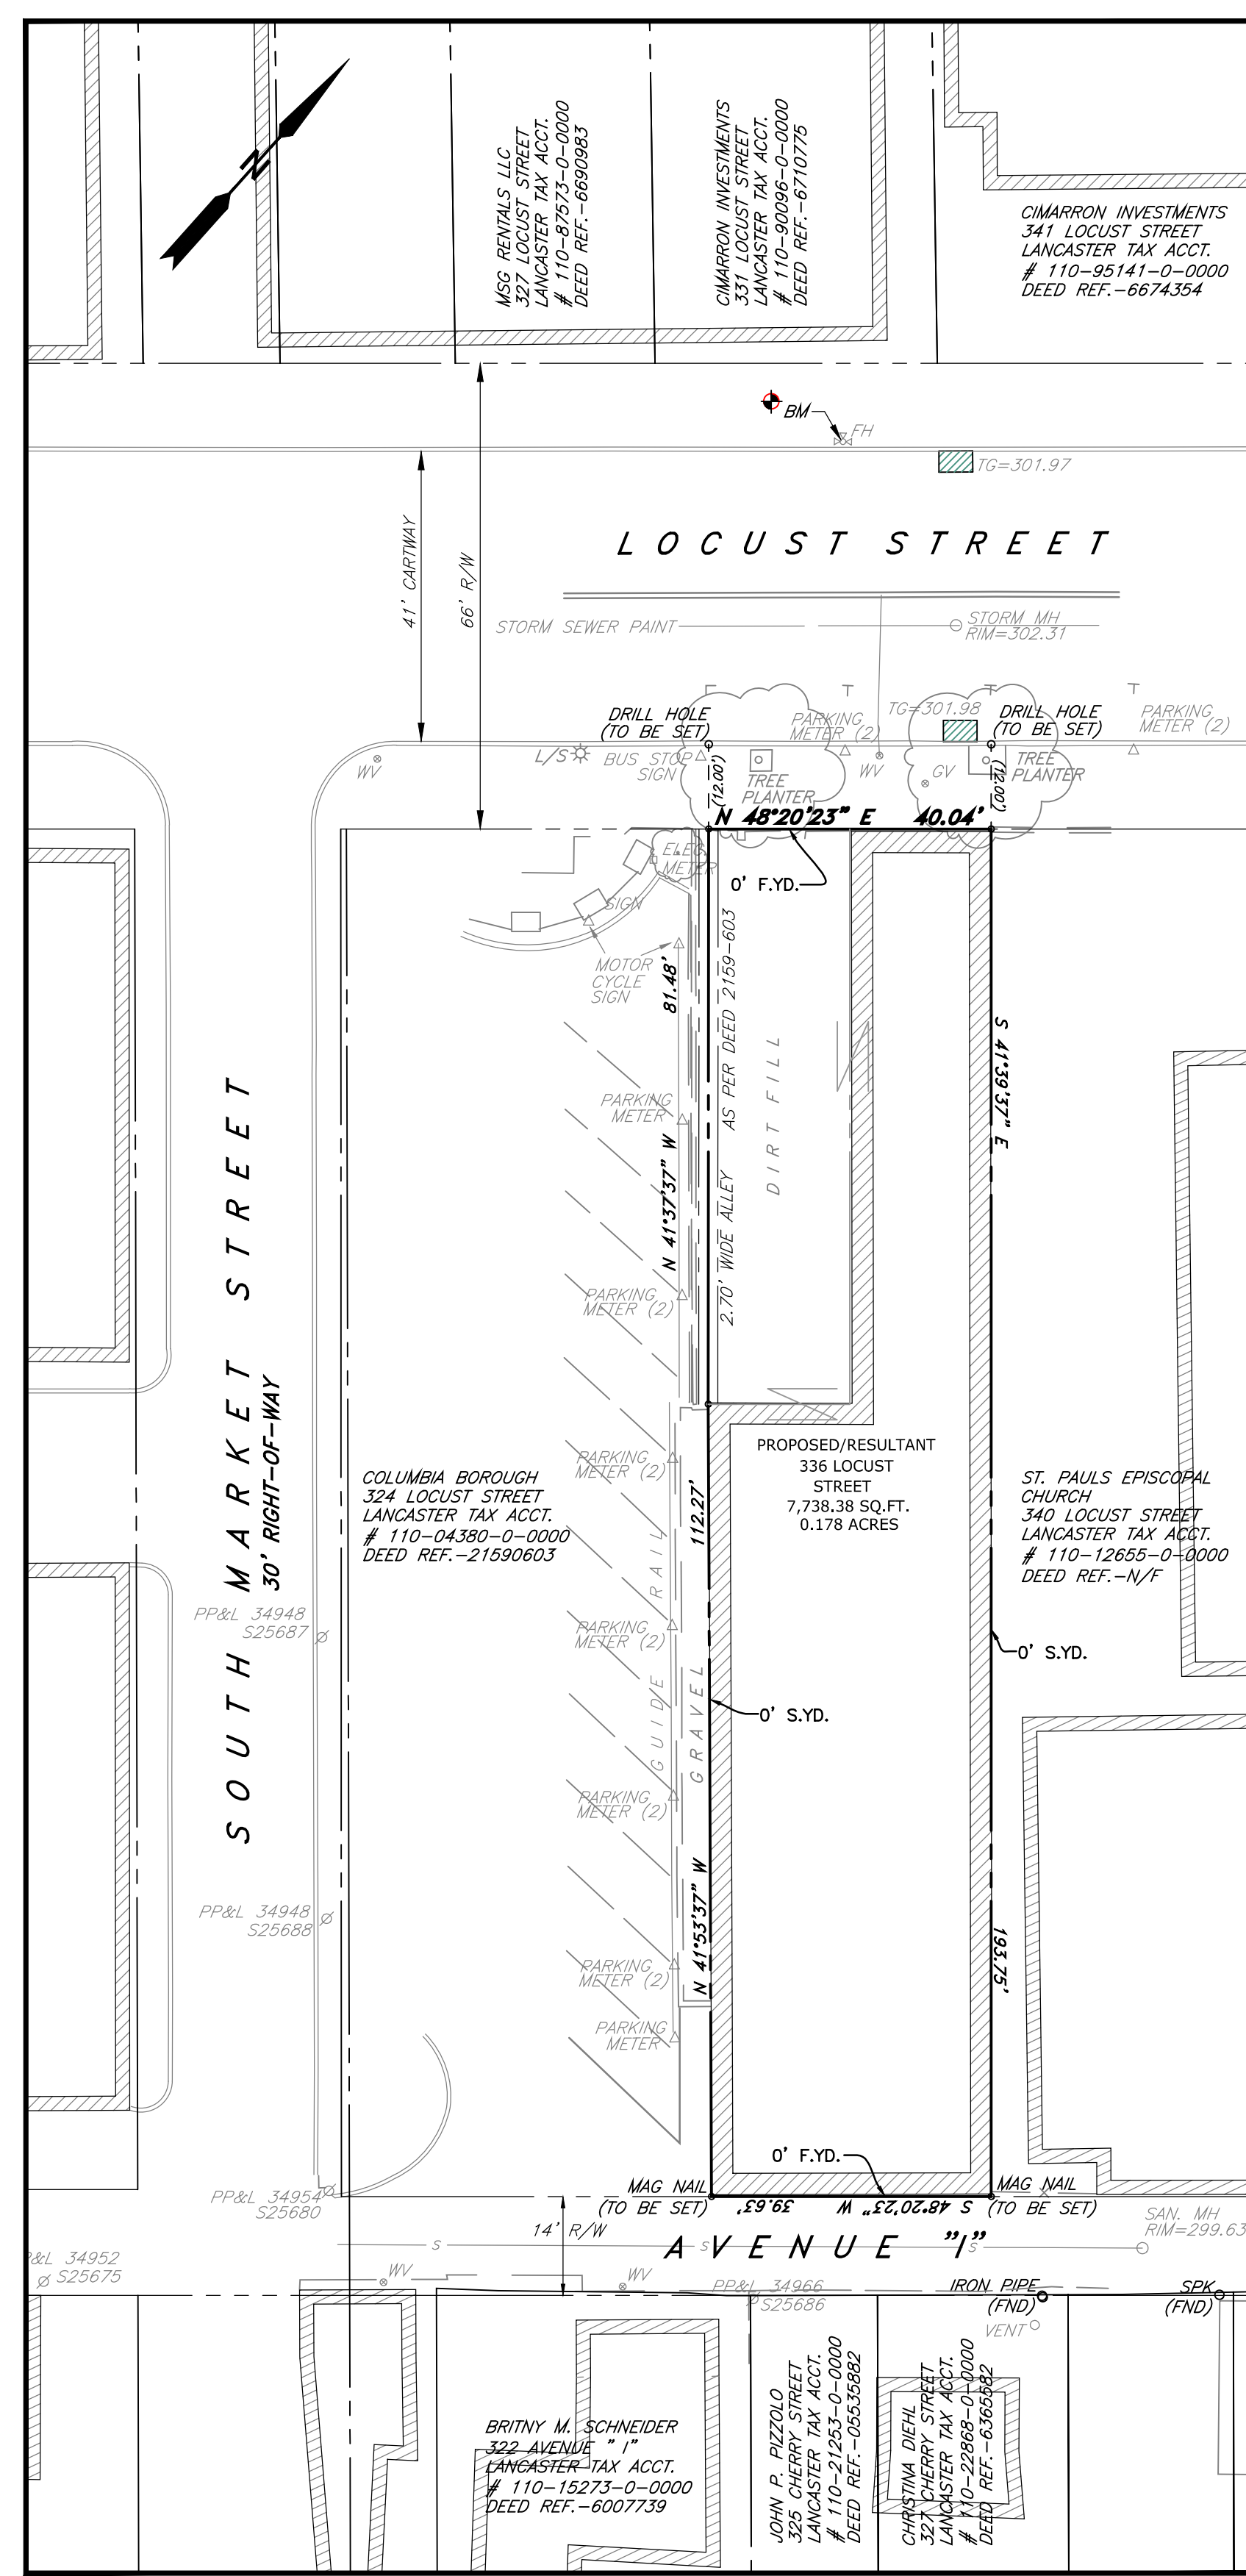 N
MSG RENTALS LLC
327 LOCUST STREET
LANCASTER TAX ACCT.
# 110-87573-0-0000
DEED REF.-6690983
CIMARRON INVESTMENTS
331 LOCUST STREET
LANCASTER TAX ACCT.
# 110-90096-0-0000
DEED REF.-6710775
CIMARRON INVESTMENTS
341 LOCUST STREET
LANCASTER TAX ACCT.
# 110-95141-0-0000
DEED REF.-6674354
BM
FH
TG=301.97
41' CARTWAY
66' R/W
LOCUST STREET
STORM SEWER PAINT
STORM MH
RIM=302.31
DRILL HOLE
(TO BE SET)
PARKING
METER (2)
TG=301.98
DRILL HOLE
(TO BE SET)
PARKING
METER (2)
L/S
BUS STOP
SIGN
WV
(12.00')
TREE
PLANTER
WV
GV
(12.00')
TREE
PLANTER
N 48°20'23" E 40.04'
ELEC.
METER
0' F.YD.
SIGN
MOTOR
CYCLE
SIGN
81.48'
N 41°37'37" W
2.70' WIDE ALLEY AS PER DEED 2159-603
DIRT FILL
S 41°39'37" E
PARKING
METER
PARKING
METER (2)
SOUTH MARKET STREET
30' RIGHT-OF-WAY
COLUMBIA BOROUGH
324 LOCUST STREET
LANCASTER TAX ACCT.
# 110-04380-0-0000
DEED REF.-21590603
PARKING
METER (2)
112.27'
PROPOSED/RESULTANT
336 LOCUST
STREET
7,738.38 SQ.FT.
0.178 ACRES
ST. PAULS EPISCOPAL
CHURCH
340 LOCUST STREET
LANCASTER TAX ACCT.
# 110-12655-0-0000
DEED REF.-N/F
PP&L 34948
S25687
PARKING
METER (2)
GUIDE RAIL
GRAVEL
0' S.YD.
0' S.YD.
PARKING
METER (2)
N 41°53'37" W
PP&L 34948
S25688
193.75'
PARKING
METER (2)
PARKING
METER
0' F.YD.
MAG NAIL
(TO BE SET)
S 48°20'23" W 39.63'
MAG NAIL
(TO BE SET)
PP&L 34954
S25680
14' R/W
AVENUE "I"
S
S
S
SAN. MH
RIM=299.63
&L 34952
S25675
WV
WV
PP&L 34966
S25686
IRON PIPE
(FND)
SPK
(FND)
VENT
BRITNY M. SCHNEIDER
322 AVENUE " I"
LANCASTER TAX ACCT.
# 110-15273-0-0000
DEED REF.-6007739
JOHN P. PIZZOLO
325 CHERRY STREET
LANCASTER TAX ACCT.
# 110-21253-0-0000
DEED REF.-05535882
CHRISTINA DIEHL
327 CHERRY STREET
LANCASTER TAX ACCT.
# 110-22868-0-0000
DEED REF.-6365582